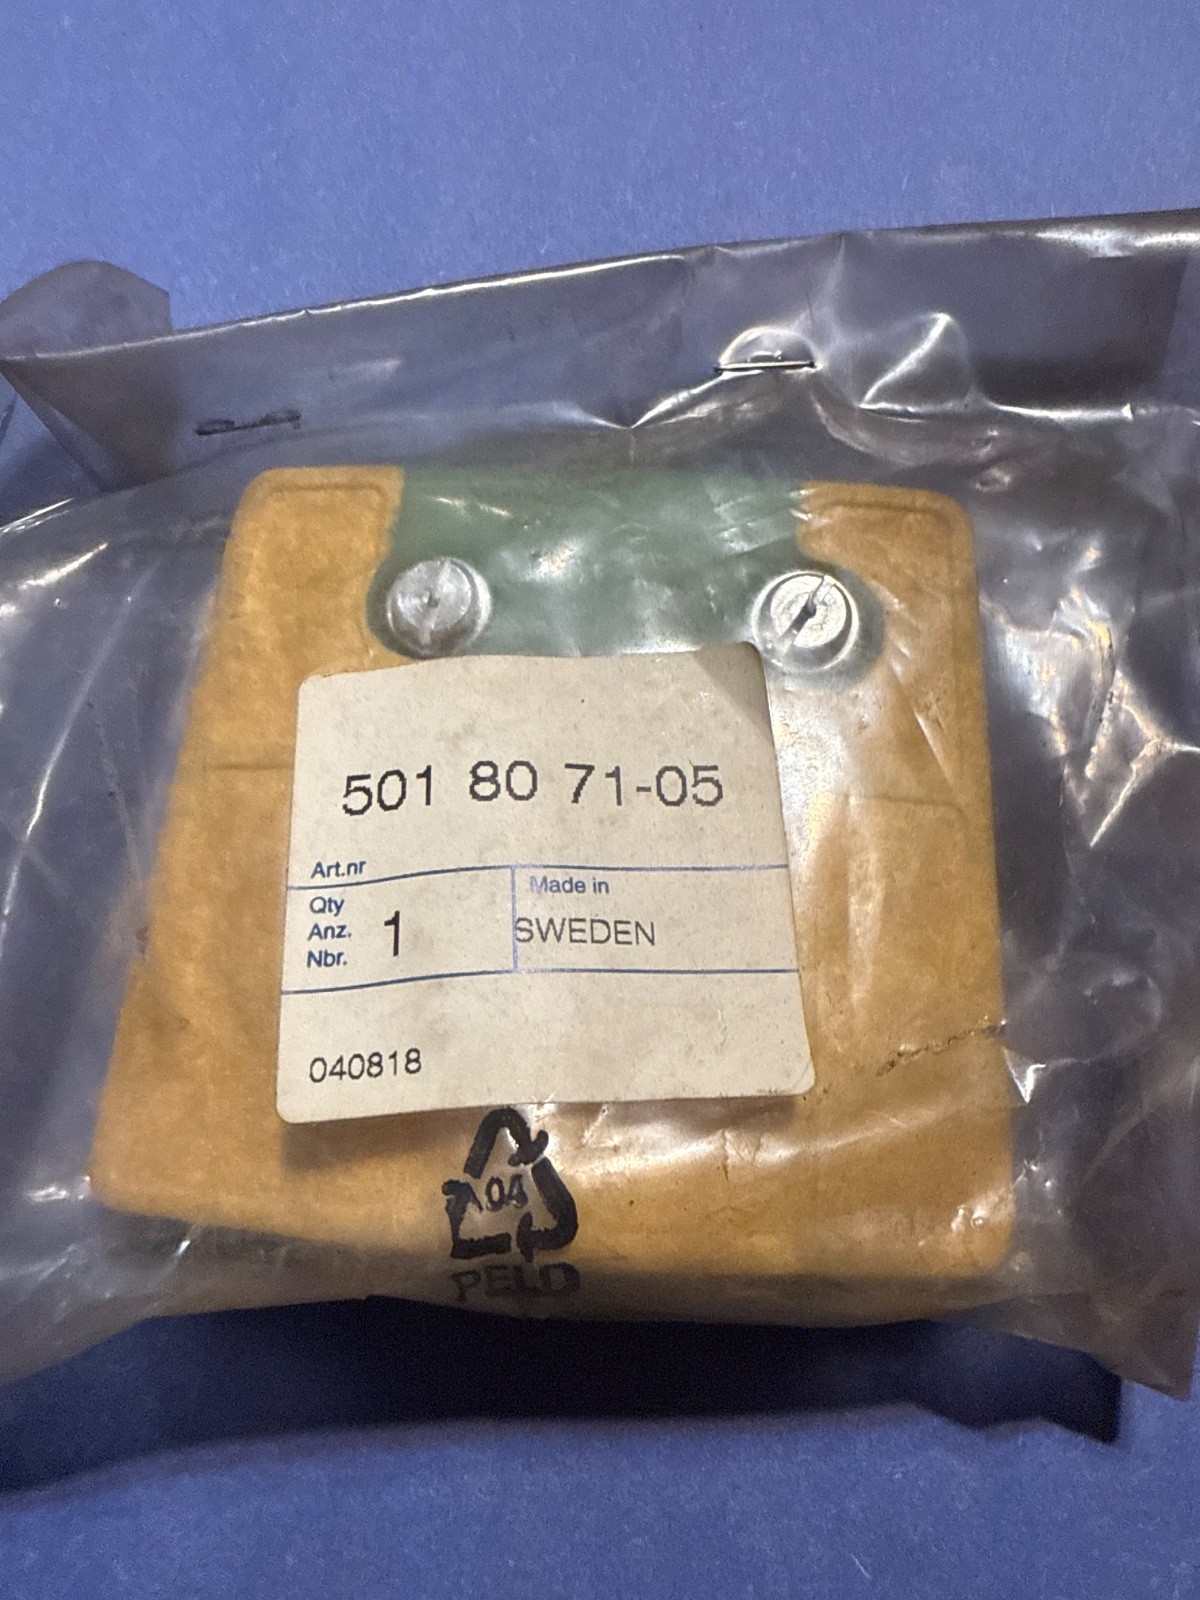 501 80 71-05
Art.nr
Qty
Anz. 1
Nbr.
Made in
SWEDEN
040818
04
PELD